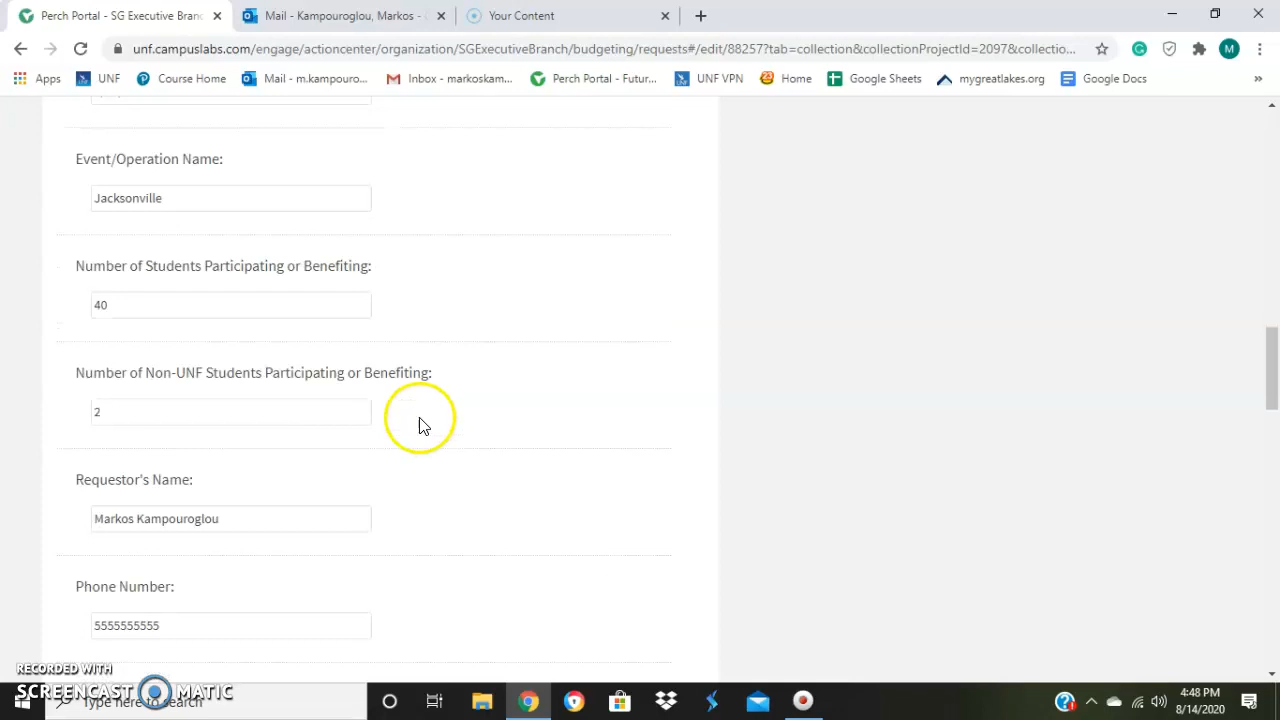 Perch Portal - SG Executive Branch
Mail - Kampouroglou, Markos -
Your Content
unf.campuslabs.com/engage/actioncenter/organization/SGExecutiveBranch/budgeting/requests#/edit/88257?tab=collection&collectionProjectId=2097&collectio...
M
Apps
UNF
Course Home
Mail - m.kampouro...
Inbox - markoskam...
Perch Portal - Futur...
UNF VPN
Home
Google Sheets
mygreatlakes.org
Google Docs
Event/Operation Name:
Jacksonville
Number of Students Participating or Benefiting:
40
Number of Non-UNF Students Participating or Benefiting:
2
Requestor's Name:
Markos Kampouroglou
Phone Number:
5555555555
RECORDED WITH
SCREENCAST MATIC
Type here to search
4:48 PM
8/14/2020